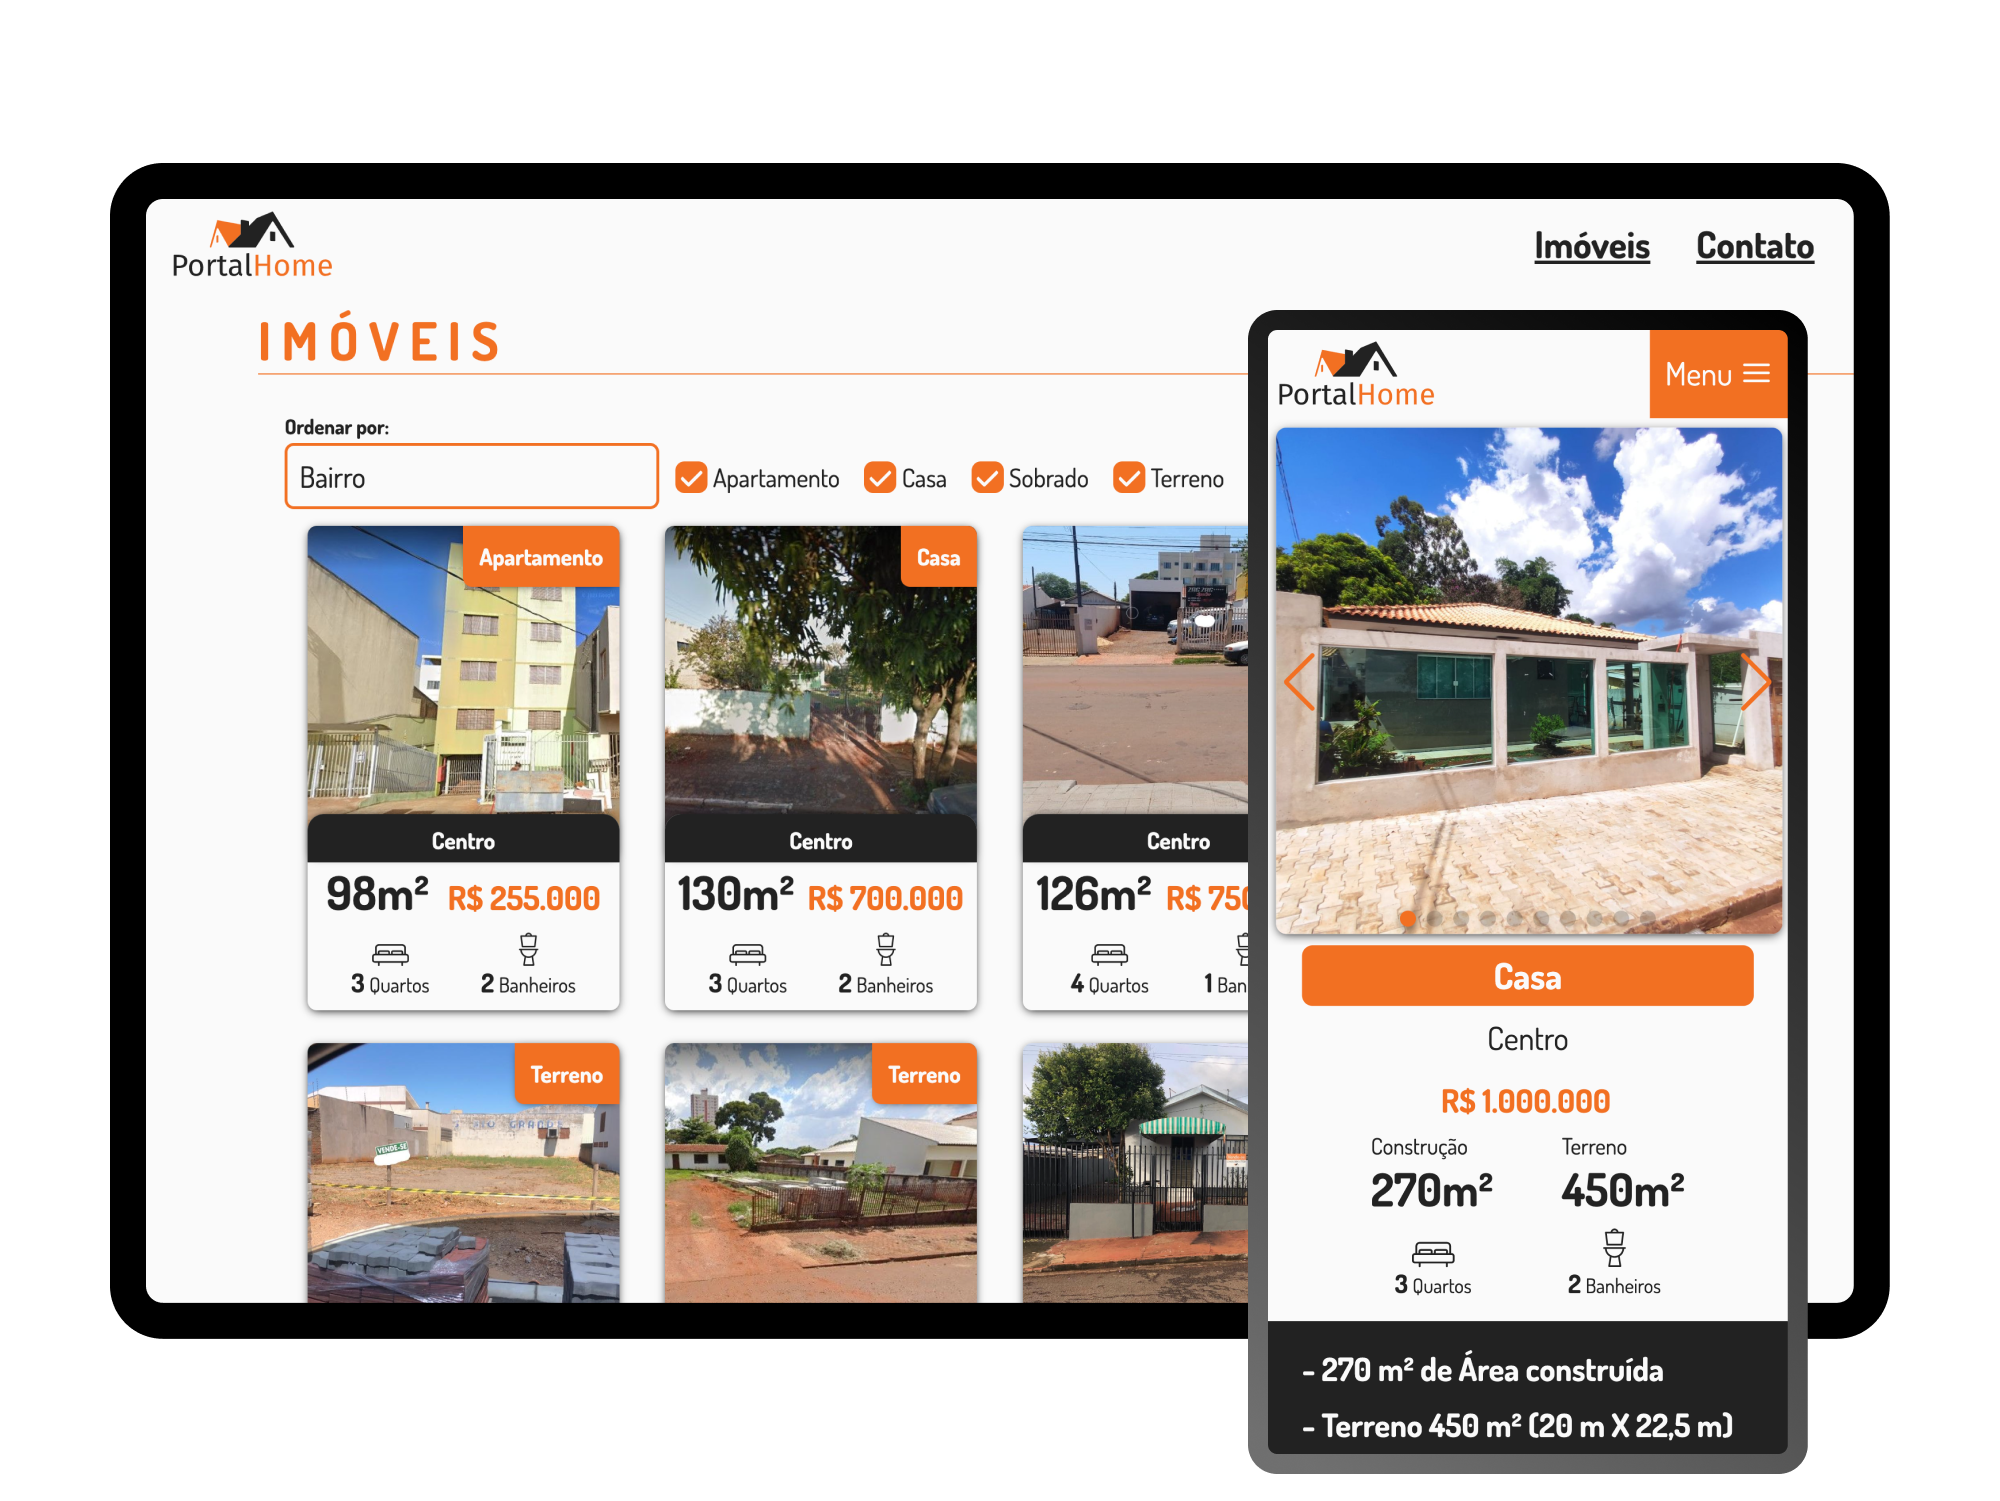 PortalHome
Imóveis
Contato
IMÓVEIS
Ordenar por:
Bairro
Apartamento
Casa
Sobrado
Terreno
Apartamento
Casa
Centro
Centro
Centro
98m² R$ 255.000
130m² R$ 700.000
126m² R$ 750
3 Quartos
2 Banheiros
3 Quartos
2 Banheiros
4 Quartos
1 Ban
Terreno
VENDE-SE
Terreno
PortalHome
Menu
Casa
Centro
R$ 1.000.000
Construção
Terreno
270m²
450m²
3 Quartos
2 Banheiros
- 270 m² de Área construída
- Terreno 450 m² (20 m X 22,5 m)